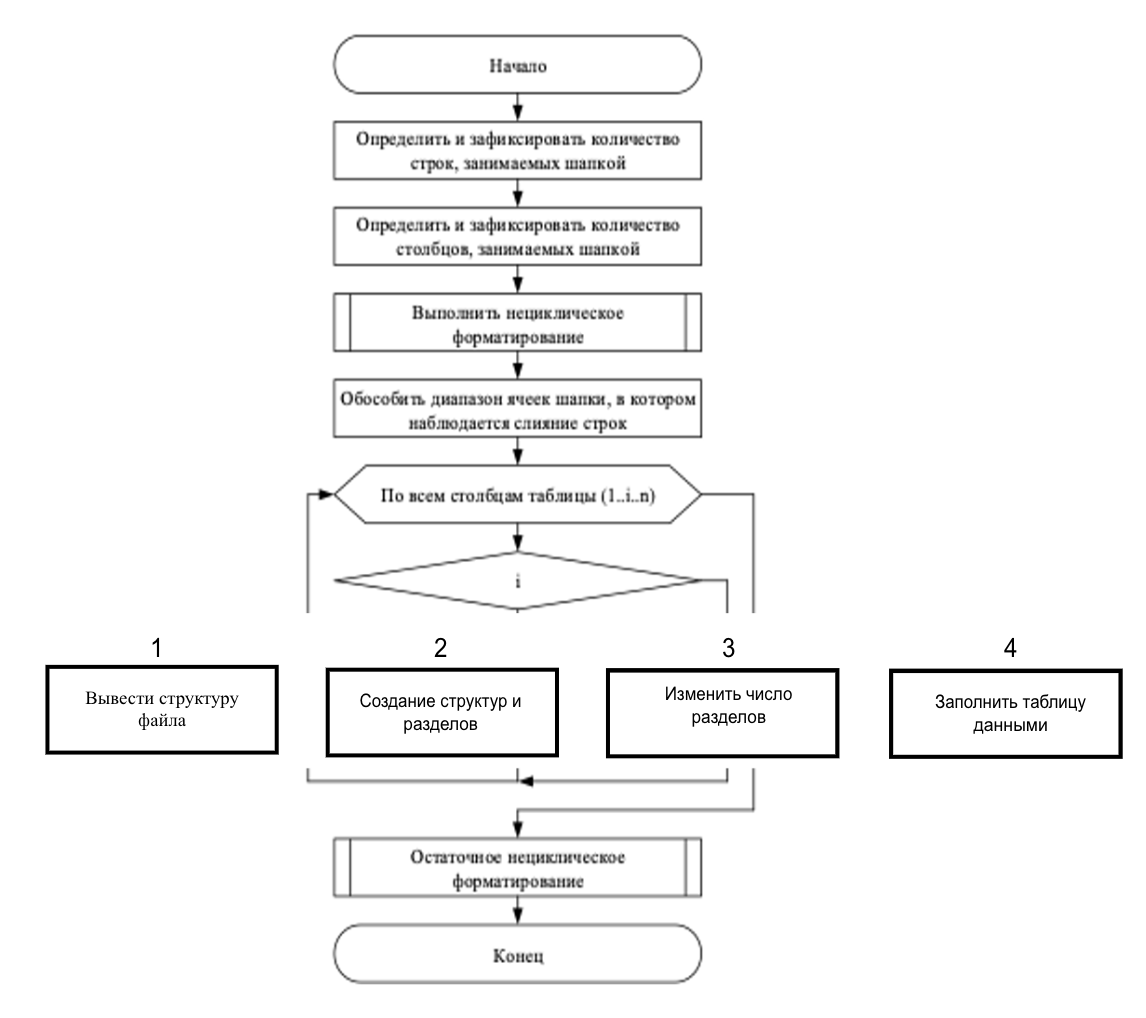 Начало
Определить и зафиксировать количество
строк, занимаемых шапкой
Определить и зафиксировать количество
столбцов, занимаемых шапкой
Выполнить нециклическое
форматирование
Обособить диапазон ячеек шапки, в котором
наблюдается слияние строк
По всем столбцам таблицы (1..i..n)
i
1
Вывести структуру
файла
2
Создание структур и
разделов
3
Изменить число
разделов
4
Заполнить таблицу
данными
Остаточное нециклическое
форматирование
Конец